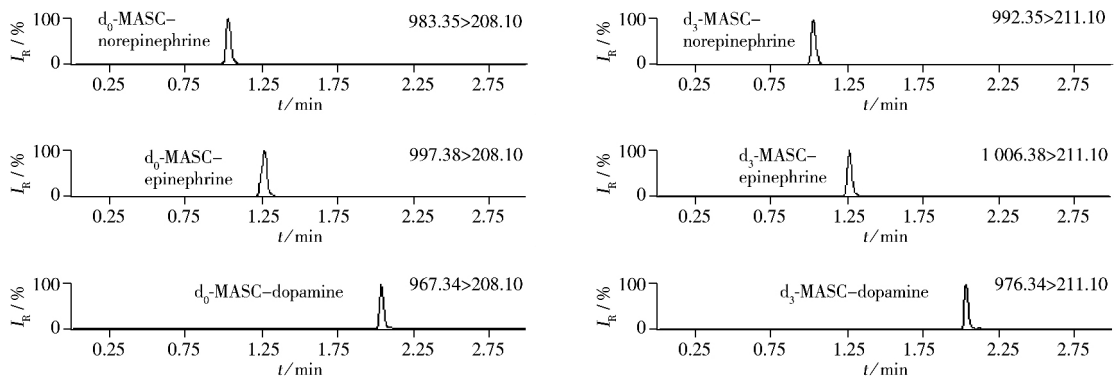 d0-MASC–
norepinephrine
983.35>208.10
100
0
IR / %
0.25 0.75 1.25 1.75 2.25 2.75
t/min
d3-MASC–
norepinephrine
992.35>211.10
100
0
IR / %
0.25 0.75 1.25 1.75 2.25 2.75
t/min
d0-MASC–
epinephrine
997.38>208.10
100
0
IR / %
0.25 0.75 1.25 1.75 2.25 2.75
t/min
d3-MASC–
epinephrine
1 006.38>211.10
100
0
IR / %
0.25 0.75 1.25 1.75 2.25 2.75
t/min
d0-MASC–dopamine
967.34>208.10
100
0
IR / %
0.25 0.75 1.25 1.75 2.25 2.75
t/min
d3-MASC–dopamine
976.34>211.10
100
0
IR / %
0.25 0.75 1.25 1.75 2.25 2.75
t/min